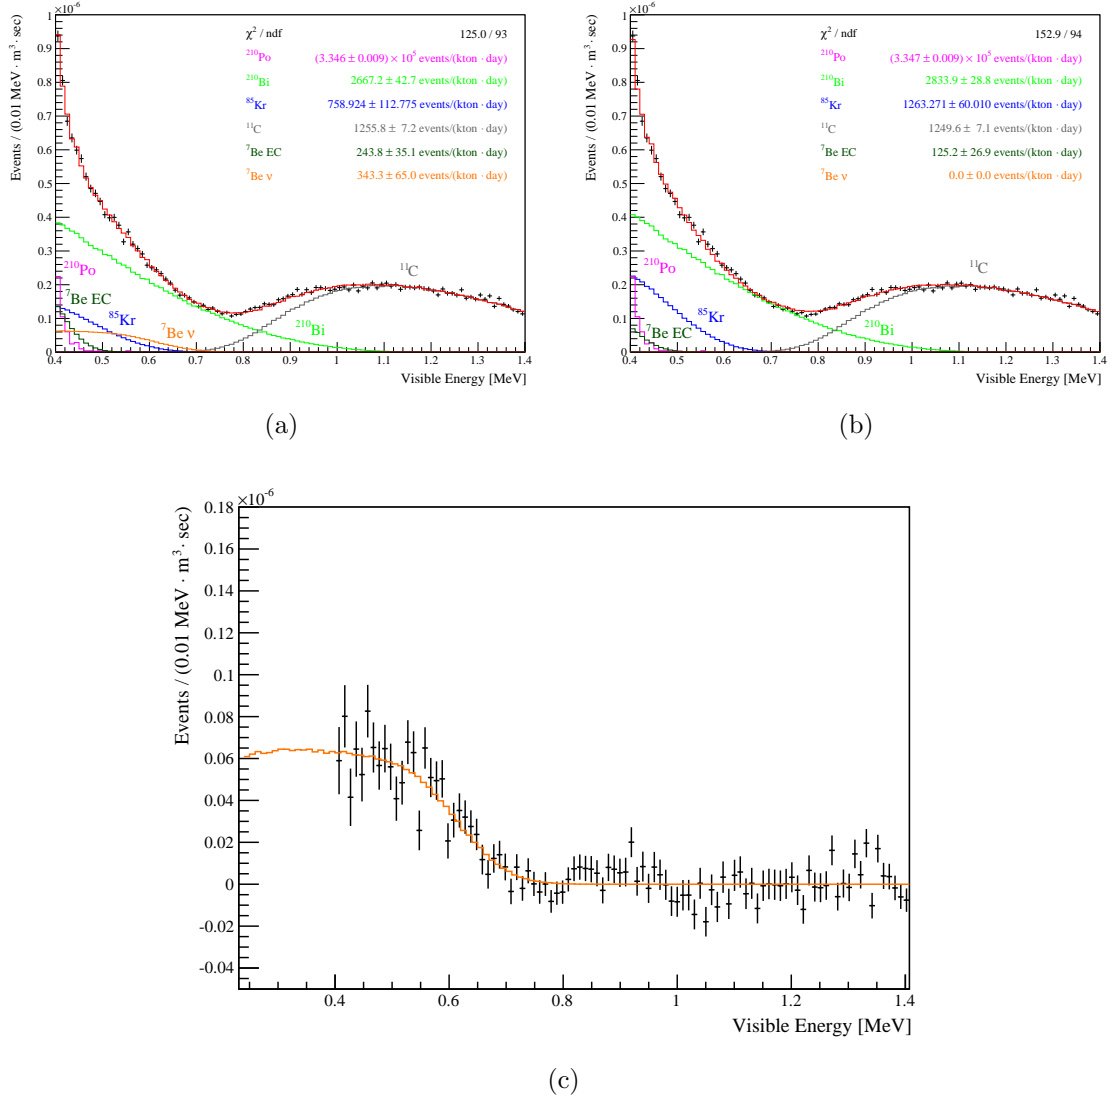 ×10⁻⁶
χ² / ndf 125.0 / 93
²¹⁰Po (3.346 ± 0.009) × 10⁵ events/(kton · day)
²¹⁰Bi 2667.2 ± 42.7 events/(kton · day)
⁸⁵Kr 758.924 ± 112.775 events/(kton · day)
¹¹C 1255.8 ± 7.2 events/(kton · day)
⁷Be EC 243.8 ± 35.1 events/(kton · day)
⁷Be ν 343.3 ± 65.0 events/(kton · day)
Events / (0.01 MeV · m³ · sec)
1
0.9
0.8
0.7
0.6
0.5
0.4
0.3
0.2
0.1
0
²¹⁰Po
⁷Be EC
⁸⁵Kr
⁷Be ν
²¹⁰Bi
¹¹C
0.4 0.5 0.6 0.7 0.8 0.9 1 1.1 1.2 1.3 1.4
Visible Energy [MeV]
(a)
×10⁻⁶
χ² / ndf 152.9 / 94
²¹⁰Po (3.347 ± 0.009) × 10⁵ events/(kton · day)
²¹⁰Bi 2833.9 ± 28.8 events/(kton · day)
⁸⁵Kr 1263.271 ± 60.010 events/(kton · day)
¹¹C 1249.6 ± 7.1 events/(kton · day)
⁷Be EC 125.2 ± 26.9 events/(kton · day)
⁷Be ν 0.0 ± 0.0 events/(kton · day)
Events / (0.01 MeV · m³ · sec)
1
0.9
0.8
0.7
0.6
0.5
0.4
0.3
0.2
0.1
0
²¹⁰Po
⁷Be EC
⁸⁵Kr
²¹⁰Bi
¹¹C
0.4 0.5 0.6 0.7 0.8 0.9 1 1.1 1.2 1.3 1.4
Visible Energy [MeV]
(b)
×10⁻⁶
Events / (0.01 MeV · m³ · sec)
0.18
0.16
0.14
0.12
0.1
0.08
0.06
0.04
0.02
0
-0.02
-0.04
0.4 0.6 0.8 1 1.2 1.4
Visible Energy [MeV]
(c)